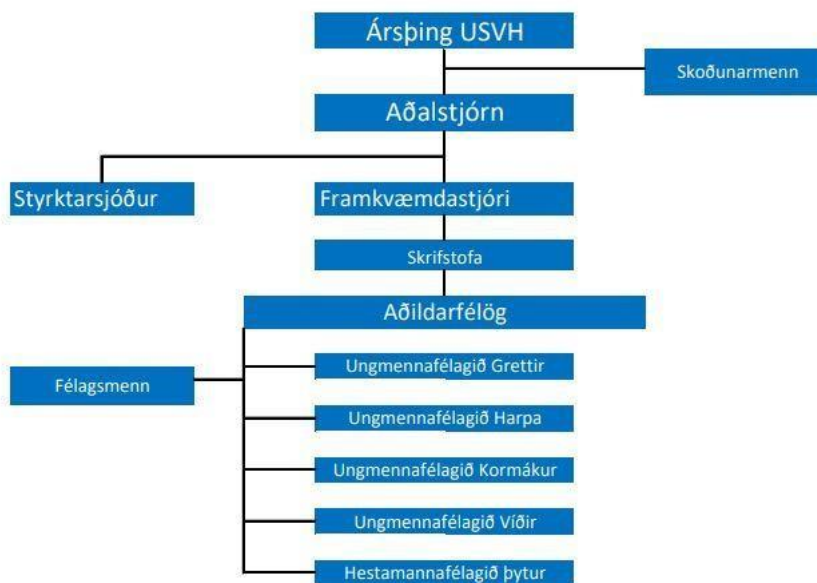 Ársþing USVH
Skoðunarmenn
Aðalstjórn
Styrktarsjóður
Framkvæmdastjóri
Skrifstofa
Aðildarfélög
Félagsmenn
Ungmennafélagið Grettir
Ungmennafélagið Harpa
Ungmennafélagið Kormákur
Ungmennafélagið Víðir
Hestamannafélagið þytur